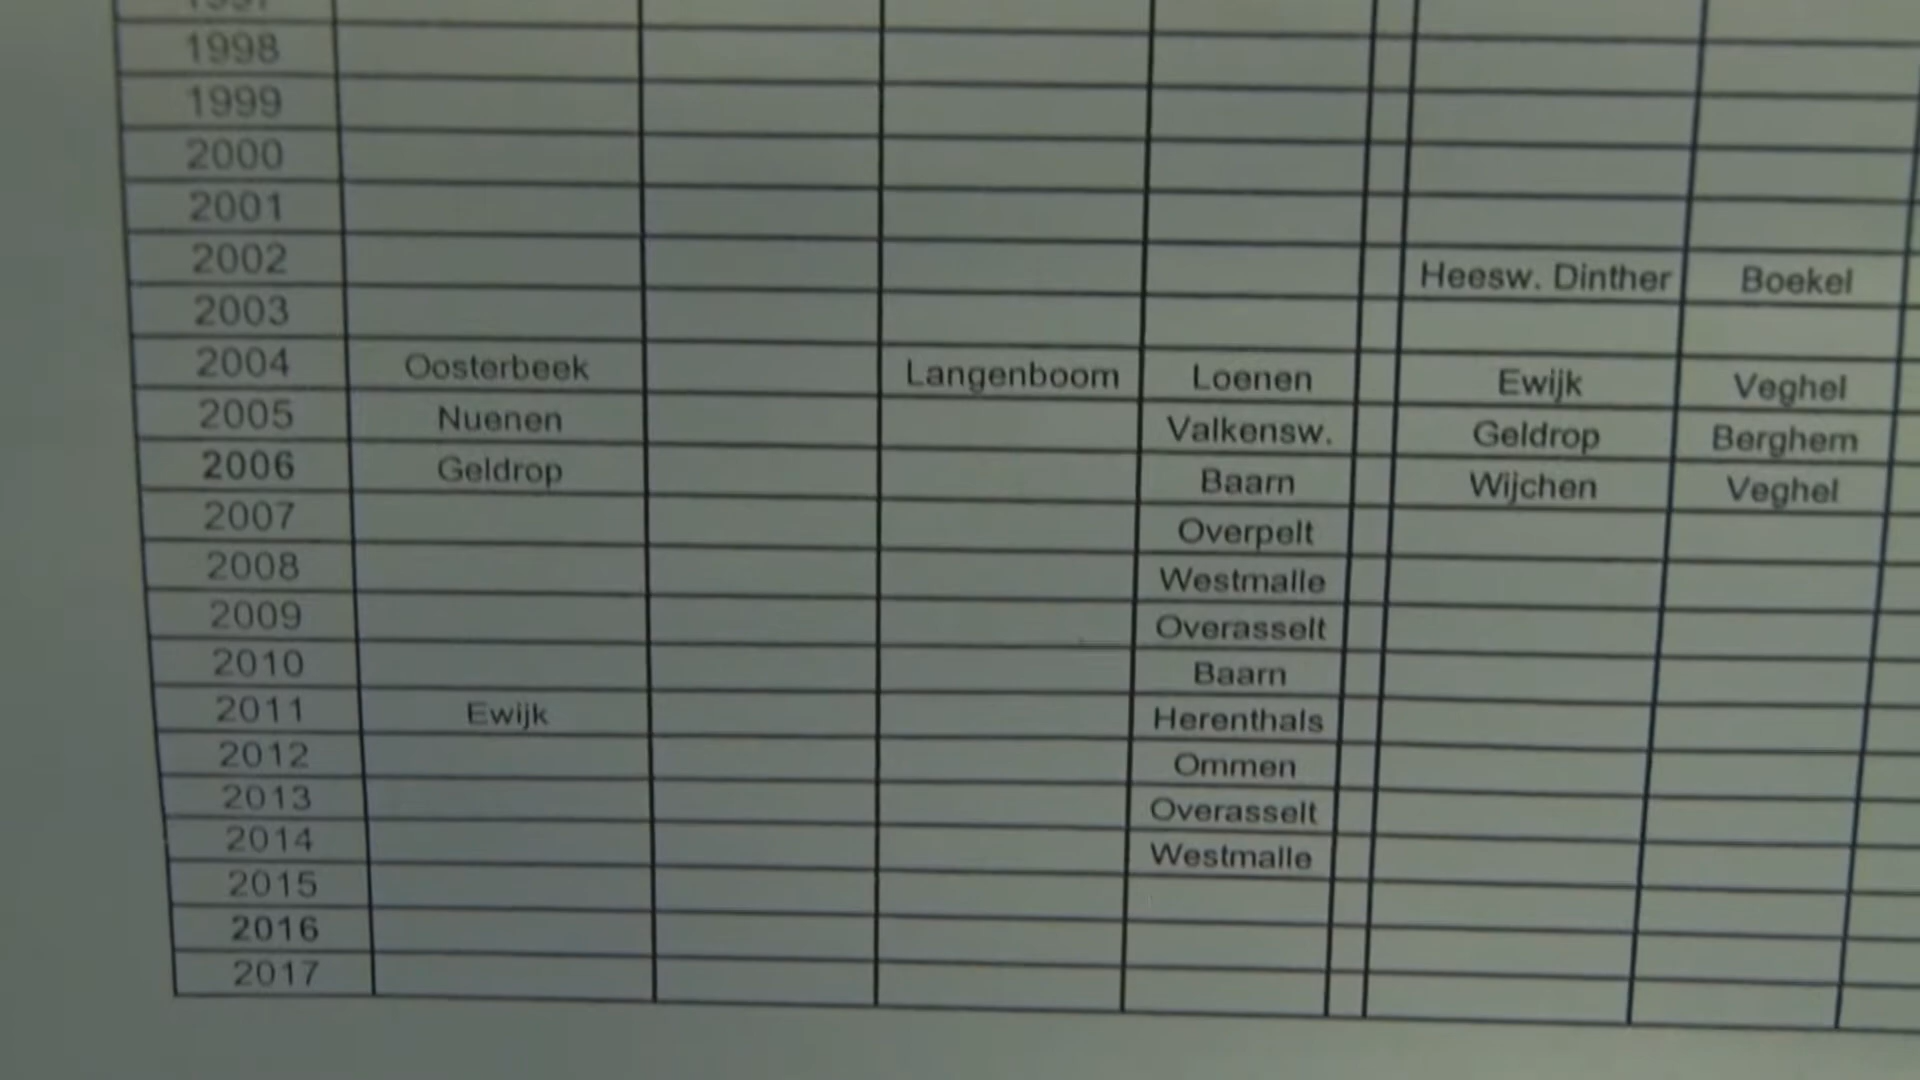 1998
1999
2000
2001
2002 Heesw. Dinther Boekel
2003
2004 Oosterbeek Langenboom Loenen Ewijk Veghel
2005 Nuenen Valkensw. Geldrop Berghem
2006 Geldrop Baarn Wijchen Veghel
2007 Overpelt
2008 Westmalle
2009 Overasselt
2010 Baarn
2011 Ewijk Herenthals
2012 Ommen
2013 Overasselt
2014 Westmalle
2015
2016
2017